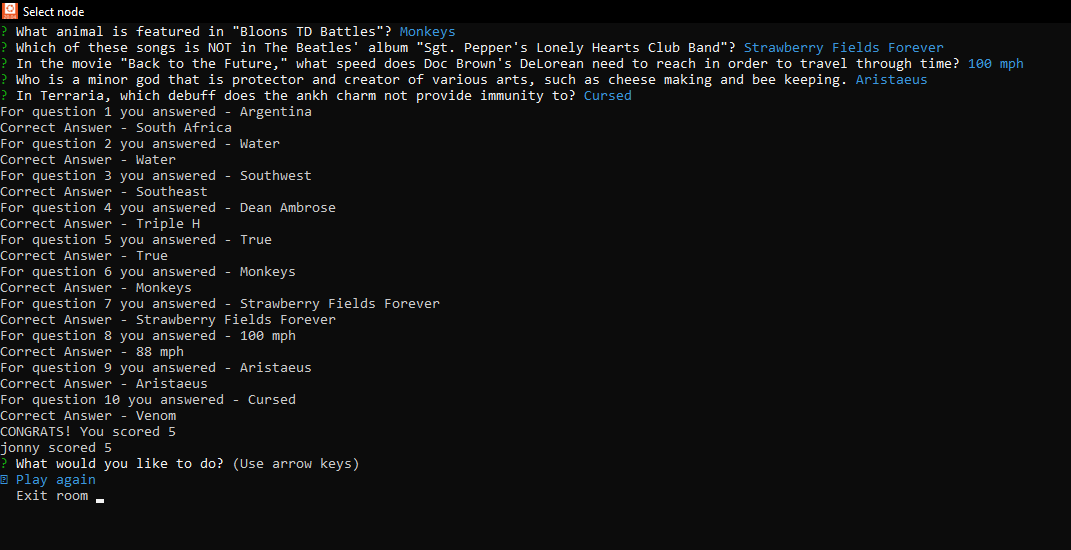 Select node
? What animal is featured in "Bloons TD Battles"? Monkeys
? Which of these songs is NOT in The Beatles' album "Sgt. Pepper's Lonely Hearts Club Band"? Strawberry Fields Forever
? In the movie "Back to the Future," what speed does Doc Brown's DeLorean need to reach in order to travel through time? 100 mph
? Who is a minor god that is protector and creator of various arts, such as cheese making and bee keeping. Aristaeus
? In Terraria, which debuff does the ankh charm not provide immunity to? Cursed
For question 1 you answered - Argentina
Correct Answer - South Africa
For question 2 you answered - Water
Correct Answer - Water
For question 3 you answered - Southwest
Correct Answer - Southeast
For question 4 you answered - Dean Ambrose
Correct Answer - Triple H
For question 5 you answered - True
Correct Answer - True
For question 6 you answered - Monkeys
Correct Answer - Monkeys
For question 7 you answered - Strawberry Fields Forever
Correct Answer - Strawberry Fields Forever
For question 8 you answered - 100 mph
Correct Answer - 88 mph
For question 9 you answered - Aristaeus
Correct Answer - Aristaeus
For question 10 you answered - Cursed
Correct Answer - Venom
CONGRATS! You scored 5
jonny scored 5
? What would you like to do? (Use arrow keys)
Play again
Exit room